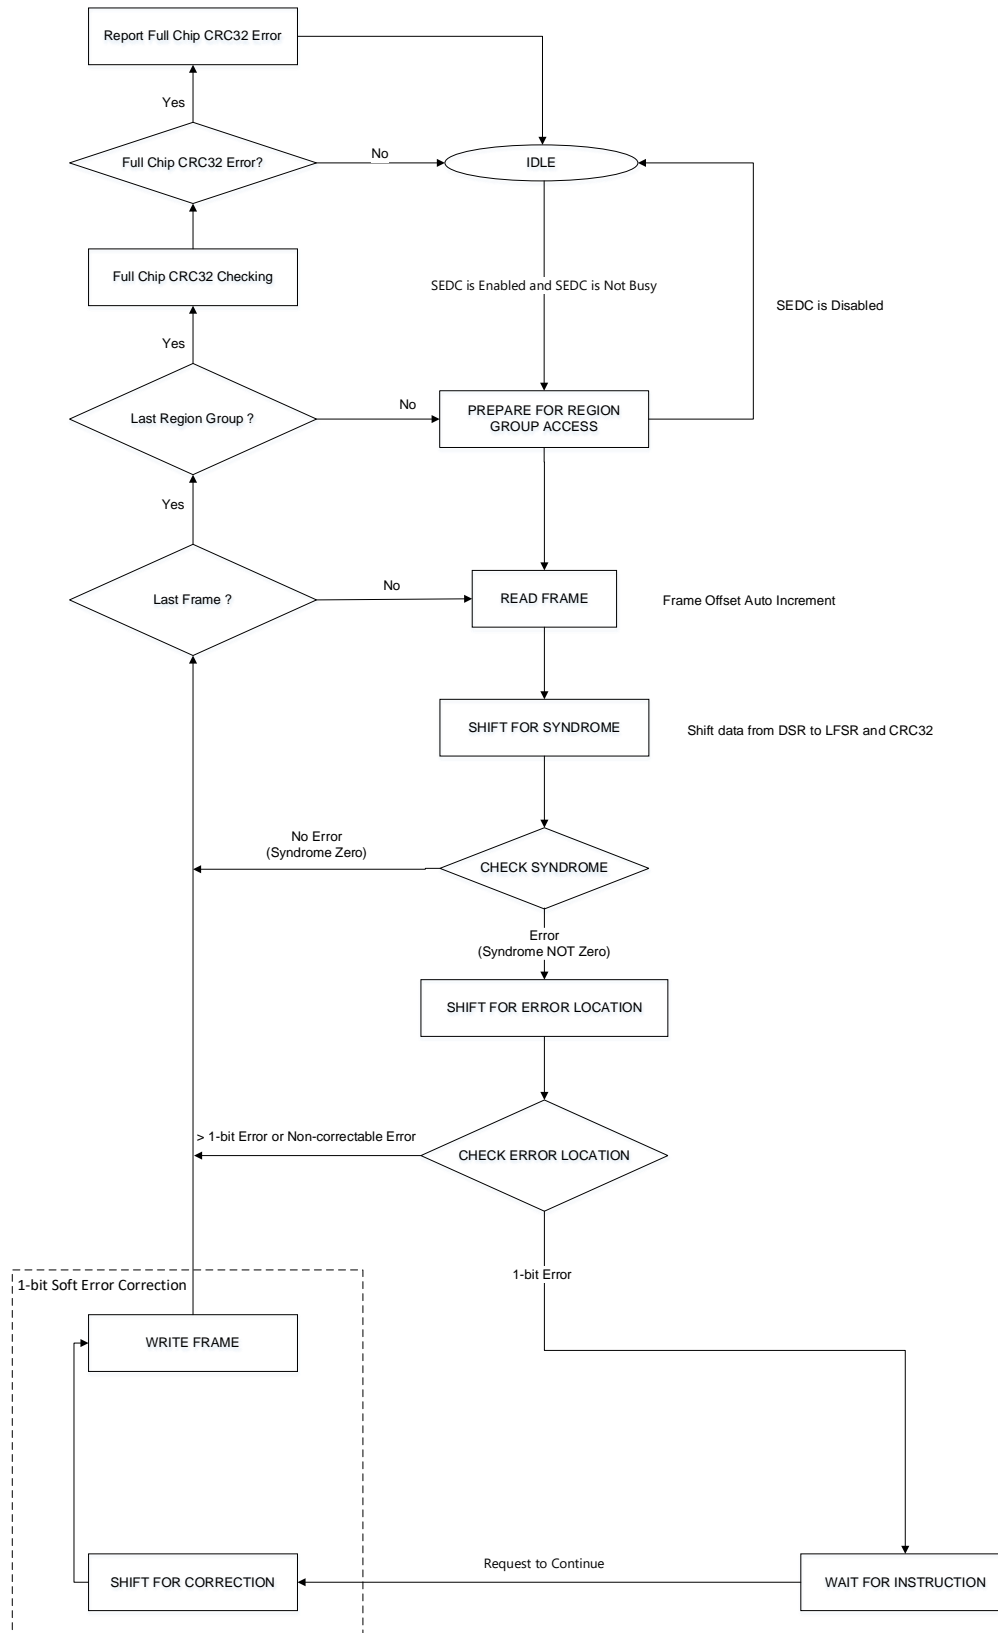 Report Full Chip CRC32 Error
Yes
Full Chip CRC32 Error?
No
IDLE
Full Chip CRC32 Checking
SEDC is Enabled and SEDC is Not Busy
SEDC is Disabled
Yes
Last Region Group ?
No
PREPARE FOR REGION
GROUP ACCESS
Yes
Last Frame ?
No
READ FRAME
Frame Offset Auto Increment
SHIFT FOR SYNDROME
Shift data from DSR to LFSR and CRC32
No Error
(Syndrome Zero)
CHECK SYNDROME
Error
(Syndrome NOT Zero)
SHIFT FOR ERROR LOCATION
> 1-bit Error or Non-correctable Error
CHECK ERROR LOCATION
1-bit Error
1-bit Soft Error Correction
WRITE FRAME
Request to Continue
SHIFT FOR CORRECTION
WAIT FOR INSTRUCTION